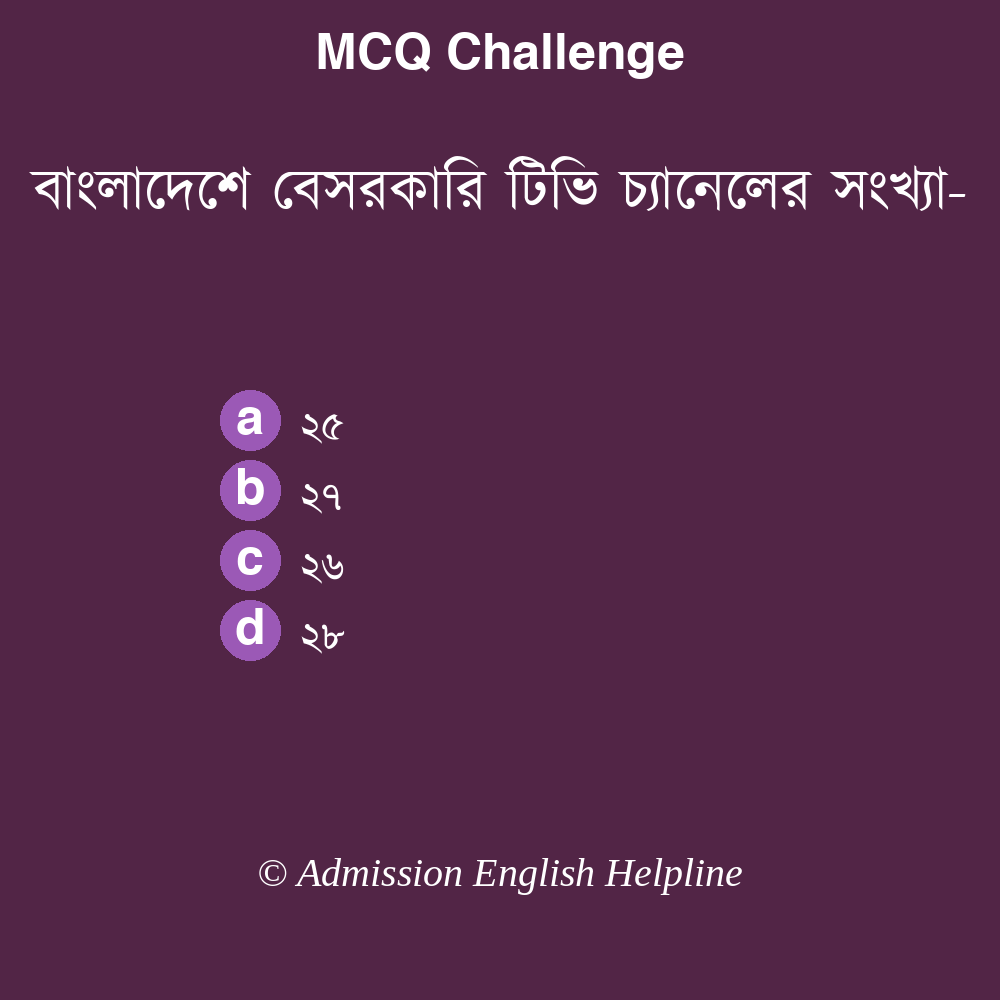 MCQ Challenge
বাংলাদেশে বেসরকারি টিভি চ্যানেলের সংখ্যা-
a ২৫
b ২৭
c ২৬
d ২৮
© Admission English Helpline